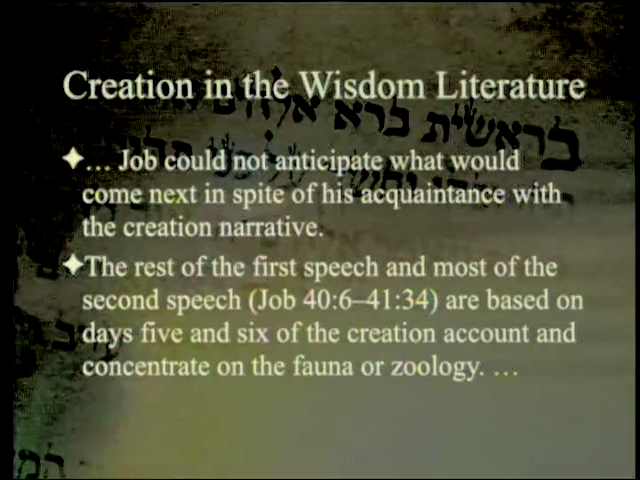 Creation in the Wisdom Literature
בראשית ברא אלהים
✦… Job could not anticipate what would
come next in spite of his acquaintance with
the creation narrative.
✦The rest of the first speech and most of the
second speech (Job 40:6–41:34) are based on
days five and six of the creation account and
concentrate on the fauna or zoology. …